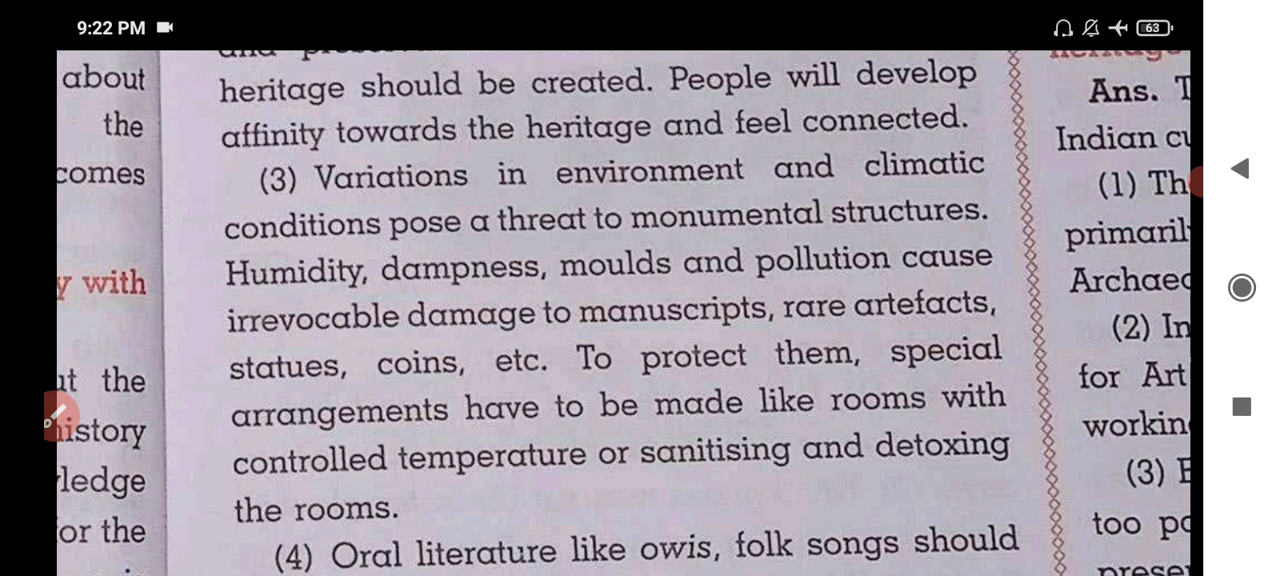 9:22 PM
63
about
the
comes
y with
ut the
history
ledge
or the
heritage should be created. People will develop
affinity towards the heritage and feel connected.
(3) Variations in environment and climatic
conditions pose a threat to monumental structures.
Humidity, dampness, moulds and pollution cause
irrevocable damage to manuscripts, rare artefacts,
statues, coins, etc. To protect them, special
arrangements have to be made like rooms with
controlled temperature or sanitising and detoxing
the rooms.
(4) Oral literature like owis, folk songs should
Ans. T
Indian cu
(1) Th
primaril
Archaeo
(2) In
for Art
workin
(3) E
too po